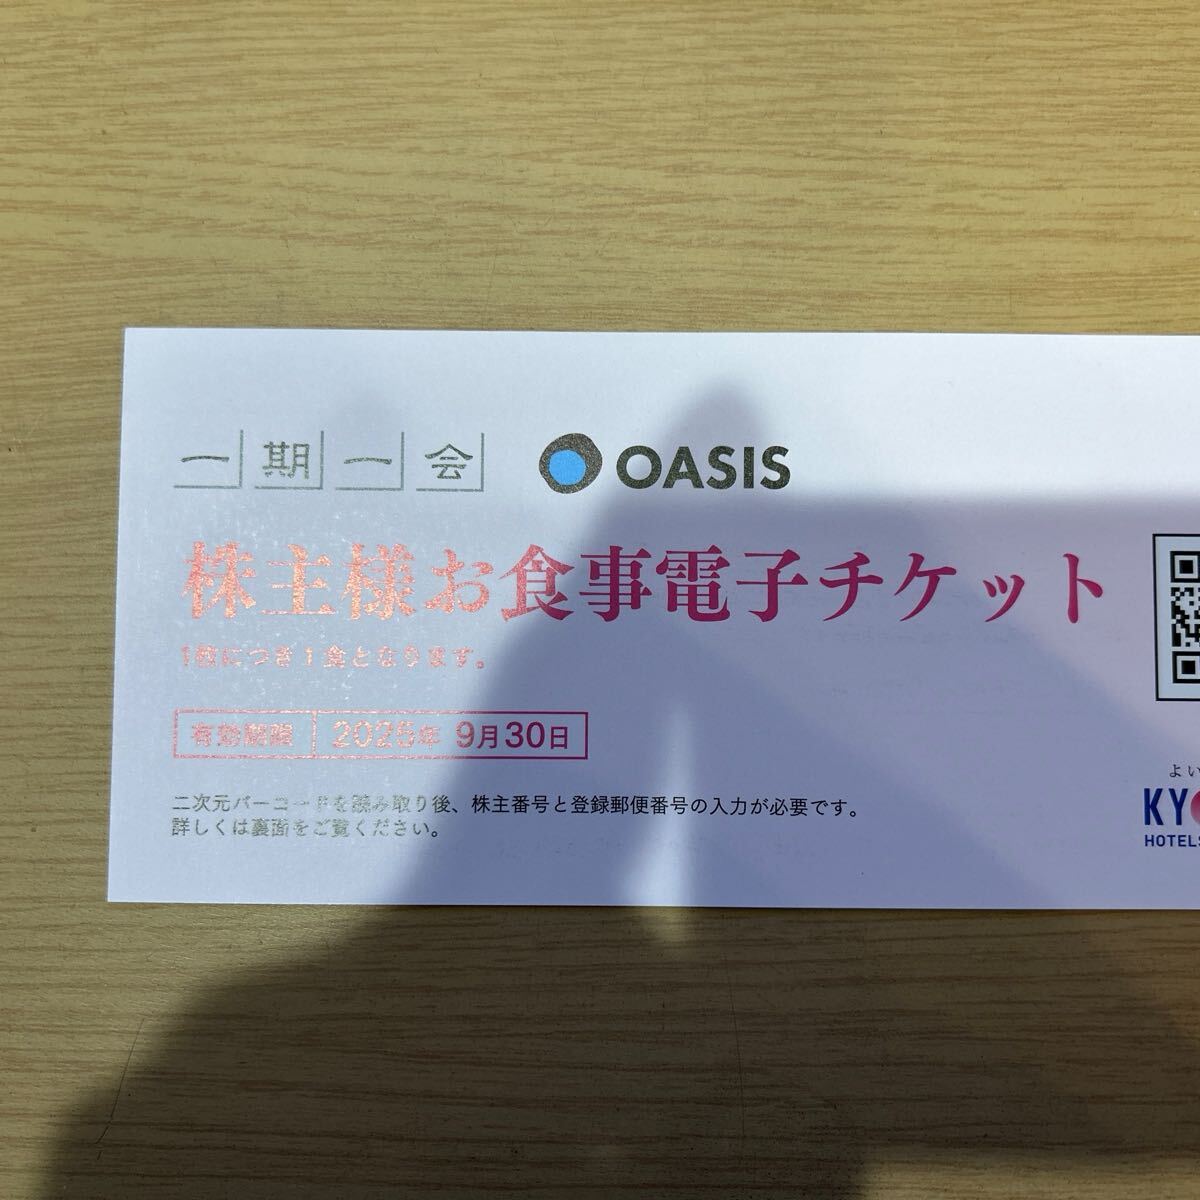 一期一会 OASIS
株主様お食事電子チケット
1枚につき1食となります。
有効期限 2025年 9月30日
二次元バーコードを読み取り後、株主番号と登録郵便番号の入力が必要です。
詳しくは裏面をご覧ください。
よい
KY
HOTELS